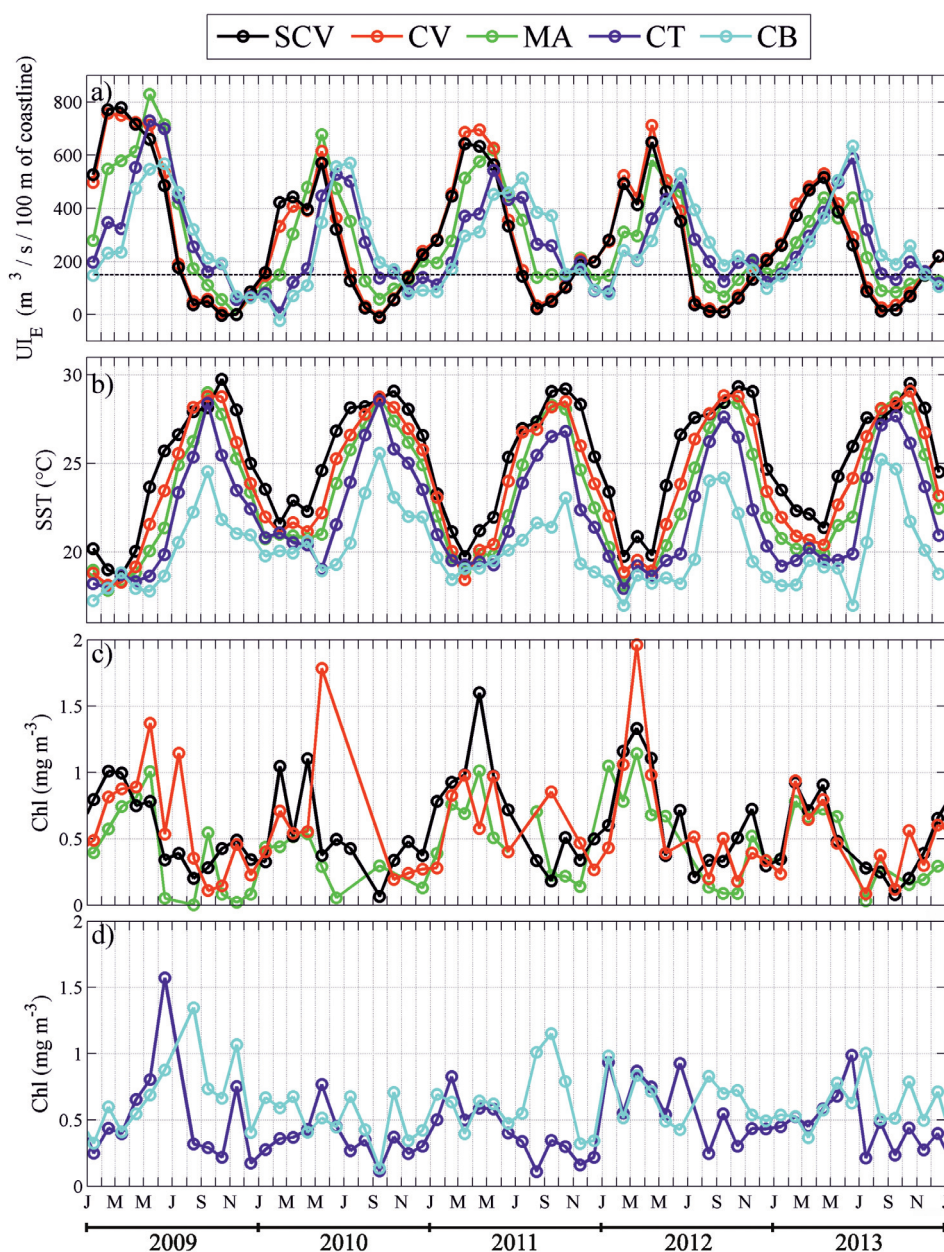 SCV CV MA CT CB
a)
UI_E (m^3 / s / 100 m of coastline)
800
600
400
200
0
b)
SST (°C)
30
25
20
c)
Chl (mg m^-3)
2
1.5
1
0.5
0
d)
Chl (mg m^-3)
2
1.5
1
0.5
0
J M M J S N J M M J S N J M M J S N J M M J S N J M M J S N J
2009 2010 2011 2012 2013